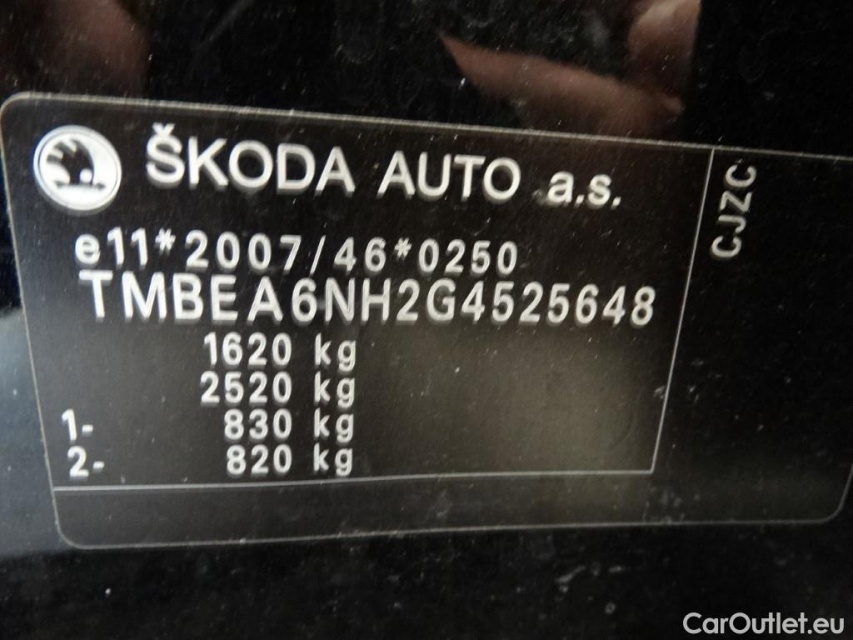 ŠKODA AUTO a.s.
e11*2007/46*0250
TMBEA6NH2G4525648
1620 kg
2520 kg
1- 830 kg
2- 820 kg
CJZC
CarOutlet.eu